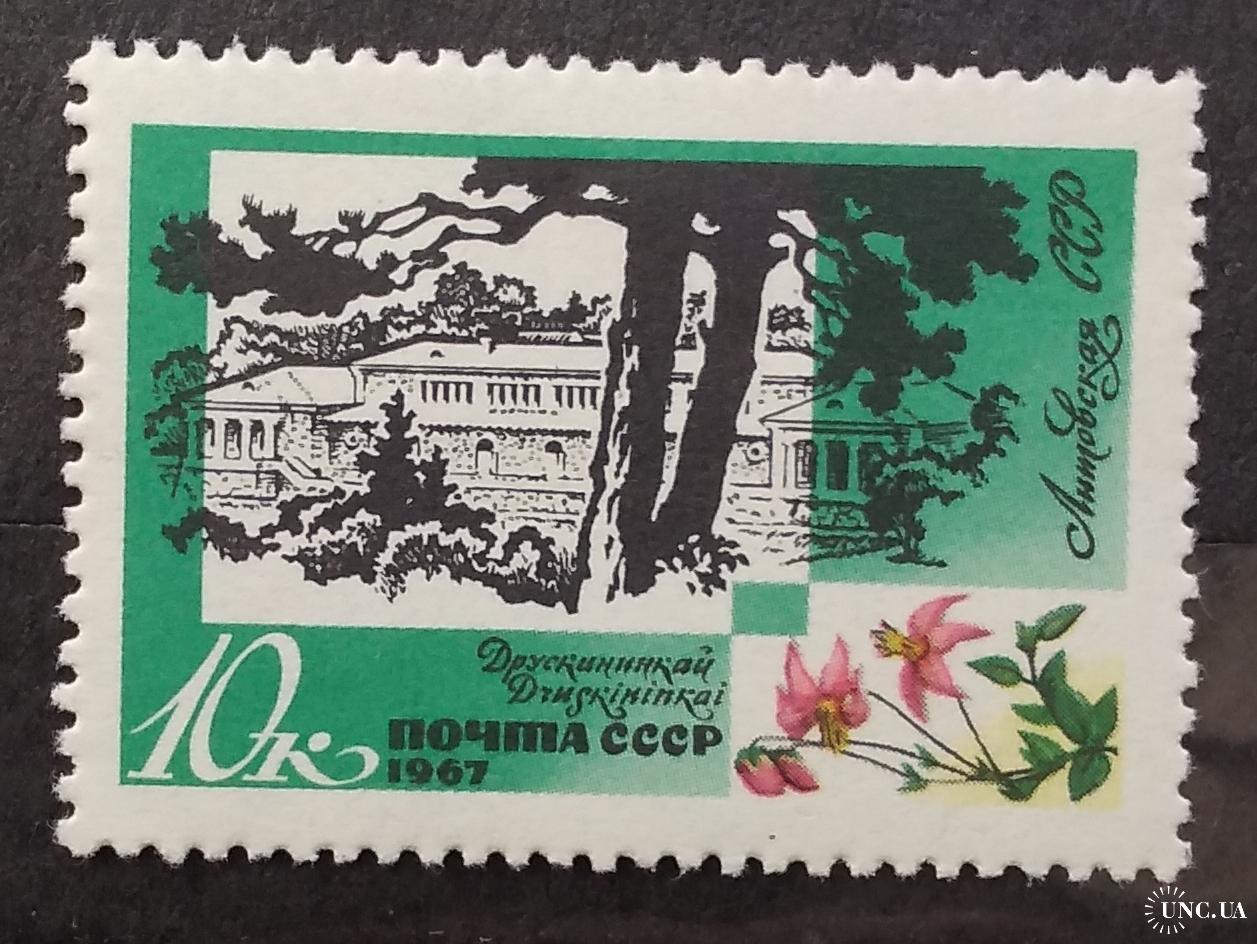 Литовская ССР
10к
Друскининкай
Druskininkai
ПОЧТА СССР
1967
UNC.UA